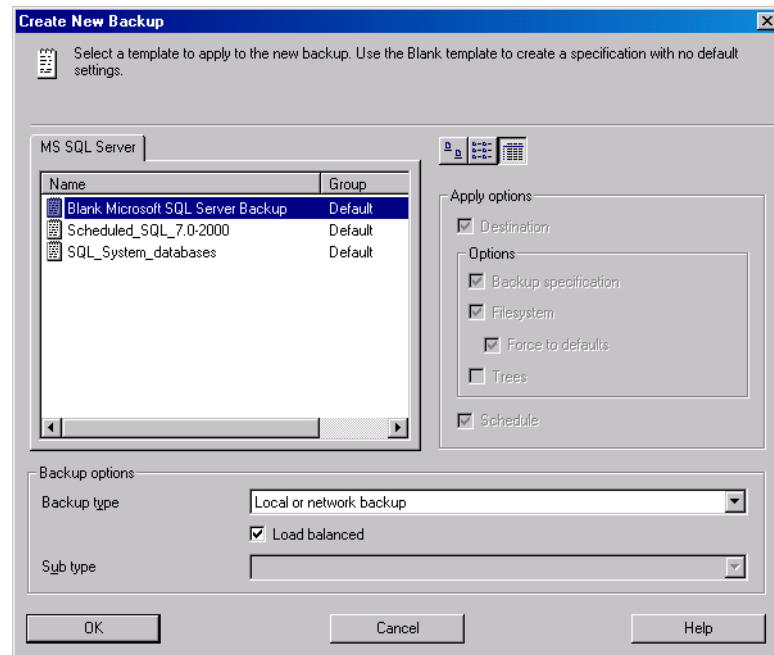 Create New Backup
Select a template to apply to the new backup. Use the Blank template to create a specification with no default
settings.
MS SQL Server
Name Group
Blank Microsoft SQL Server Backup Default
Scheduled_SQL_7.0-2000 Default
SQL_System_databases Default
Apply options
Destination
Options
Backup specification
Filesystem
Force to defaults
Trees
Schedule
Backup options
Backup type Local or network backup
Load balanced
Sub type
OK Cancel Help